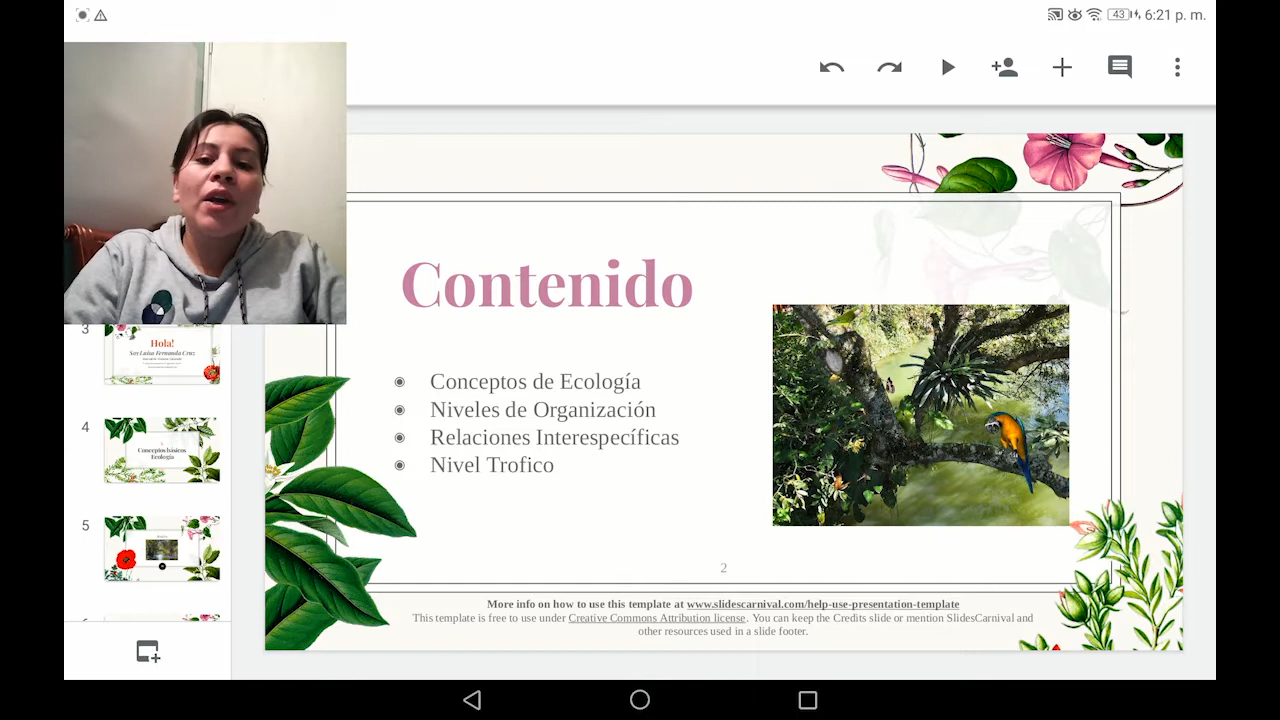 43 6:21 p. m.
Contenido
Conceptos de Ecología
Niveles de Organización
Relaciones Interespecíficas
Nivel Trofico
2
More info on how to use this template at www.slidescarnival.com/help-use-presentation-template
This template is free to use under Creative Commons Attribution license. You can keep the Credits slide or mention SlidesCarnival and
other resources used in a slide footer.
3
Hola!
Soy Luisa Fernanda Cruz
4
Conceptos básicos
Ecología
5